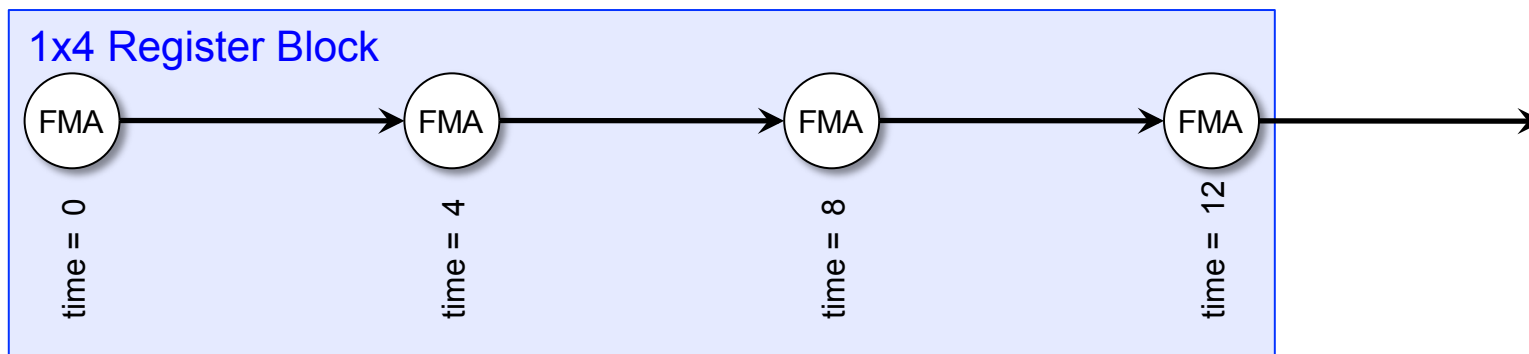 1x4 Register Block
FMA
FMA
FMA
FMA
time = 0
time = 4
time = 8
time = 12